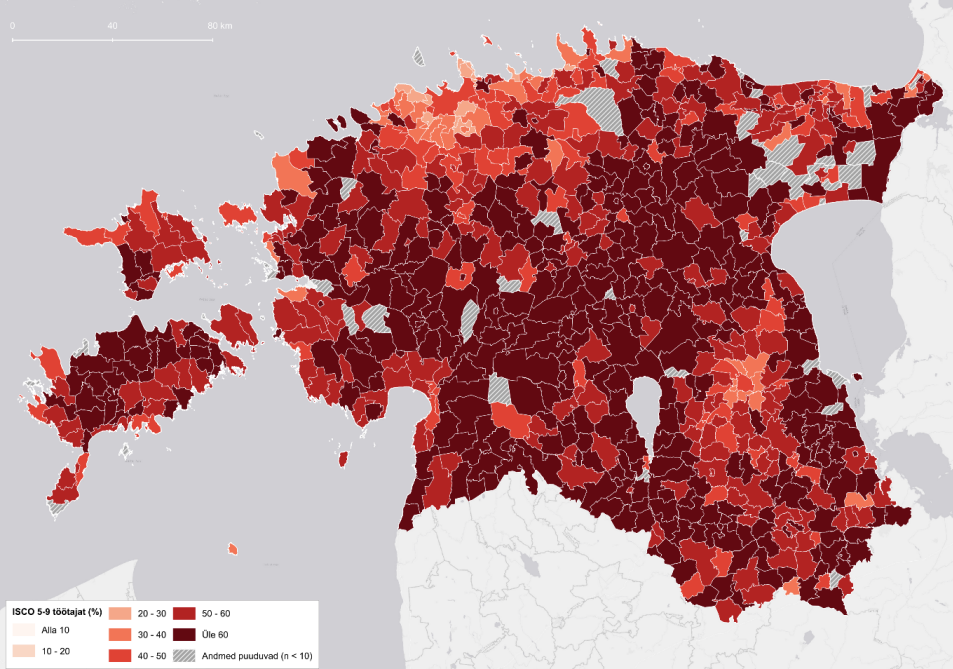 0 40 80 km
ISCO 5-9 töötajat (%)
Alla 10
10 - 20
20 - 30
30 - 40
40 - 50
50 - 60
Üle 60
Andmed puuduvad (n < 10)